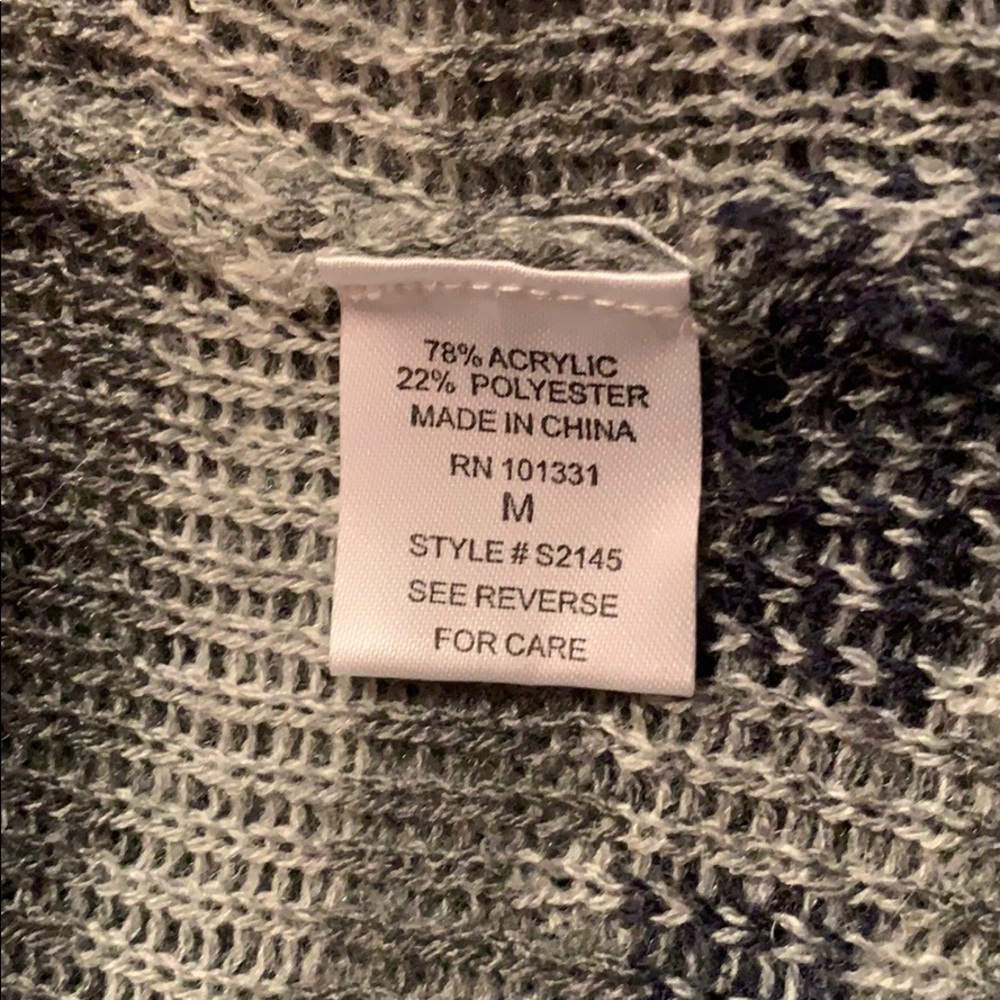 78% ACRYLIC
22% POLYESTER
MADE IN CHINA
RN 101331
M
STYLE # S2145
SEE REVERSE
FOR CARE